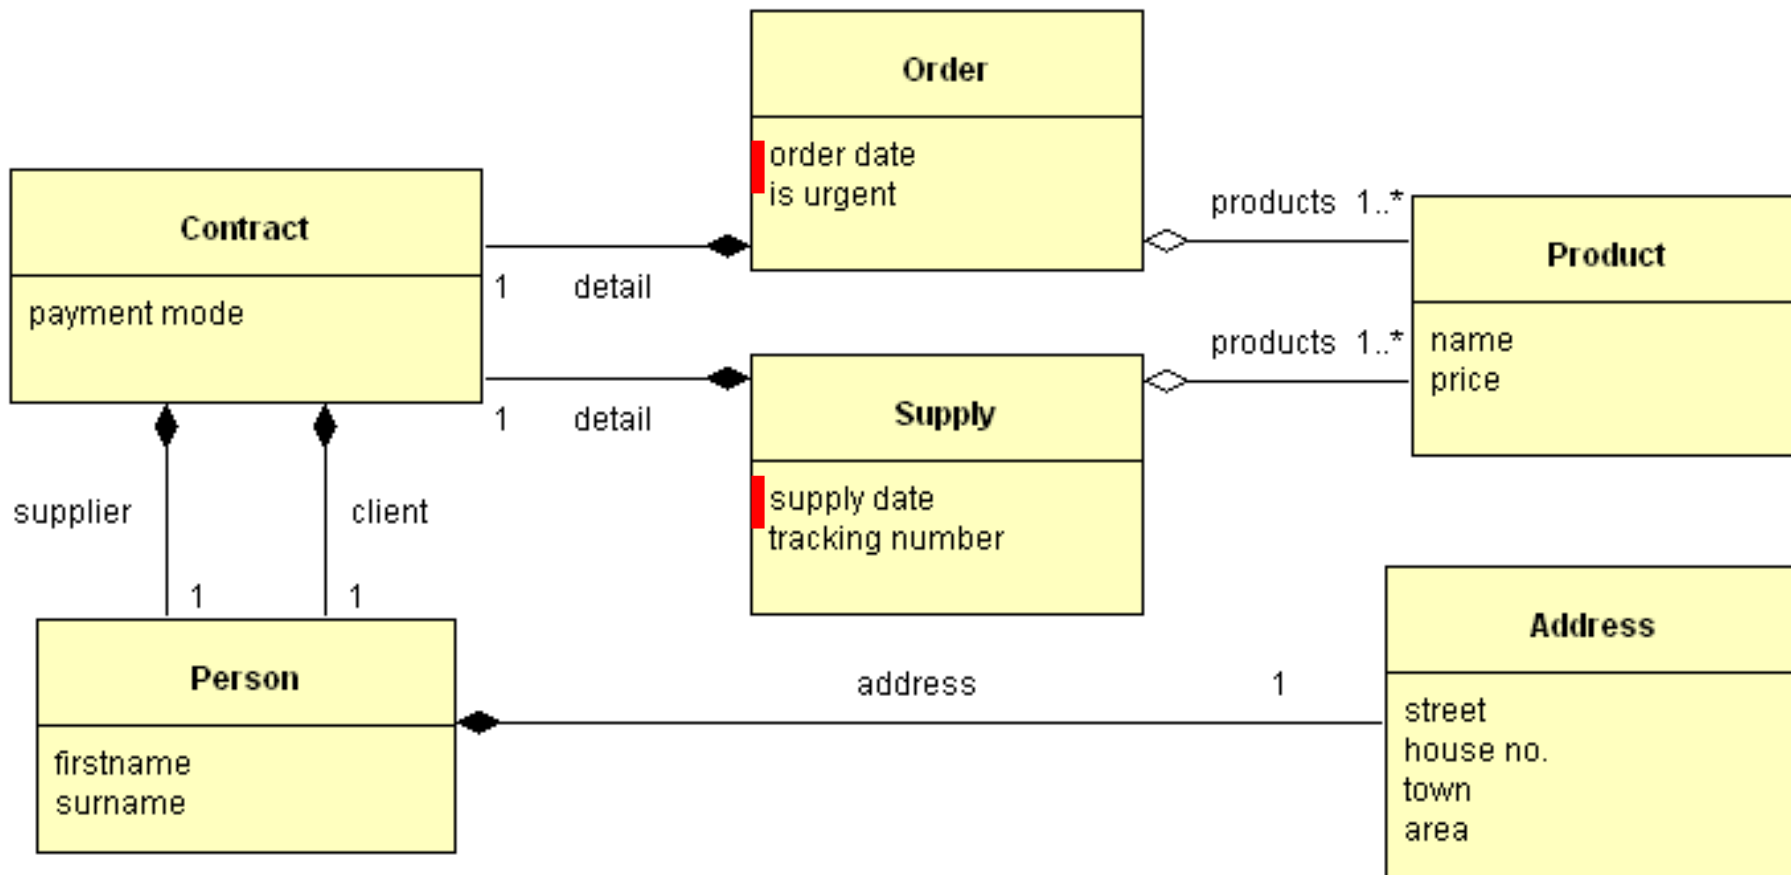 Order
order date
is urgent
Contract
payment mode
1 detail
products 1..*
Product
name
price
products 1..*
1 detail
Supply
supply date
tracking number
supplier
client
1
1
Person
firstname
surname
address 1
Address
street
house no.
town
area